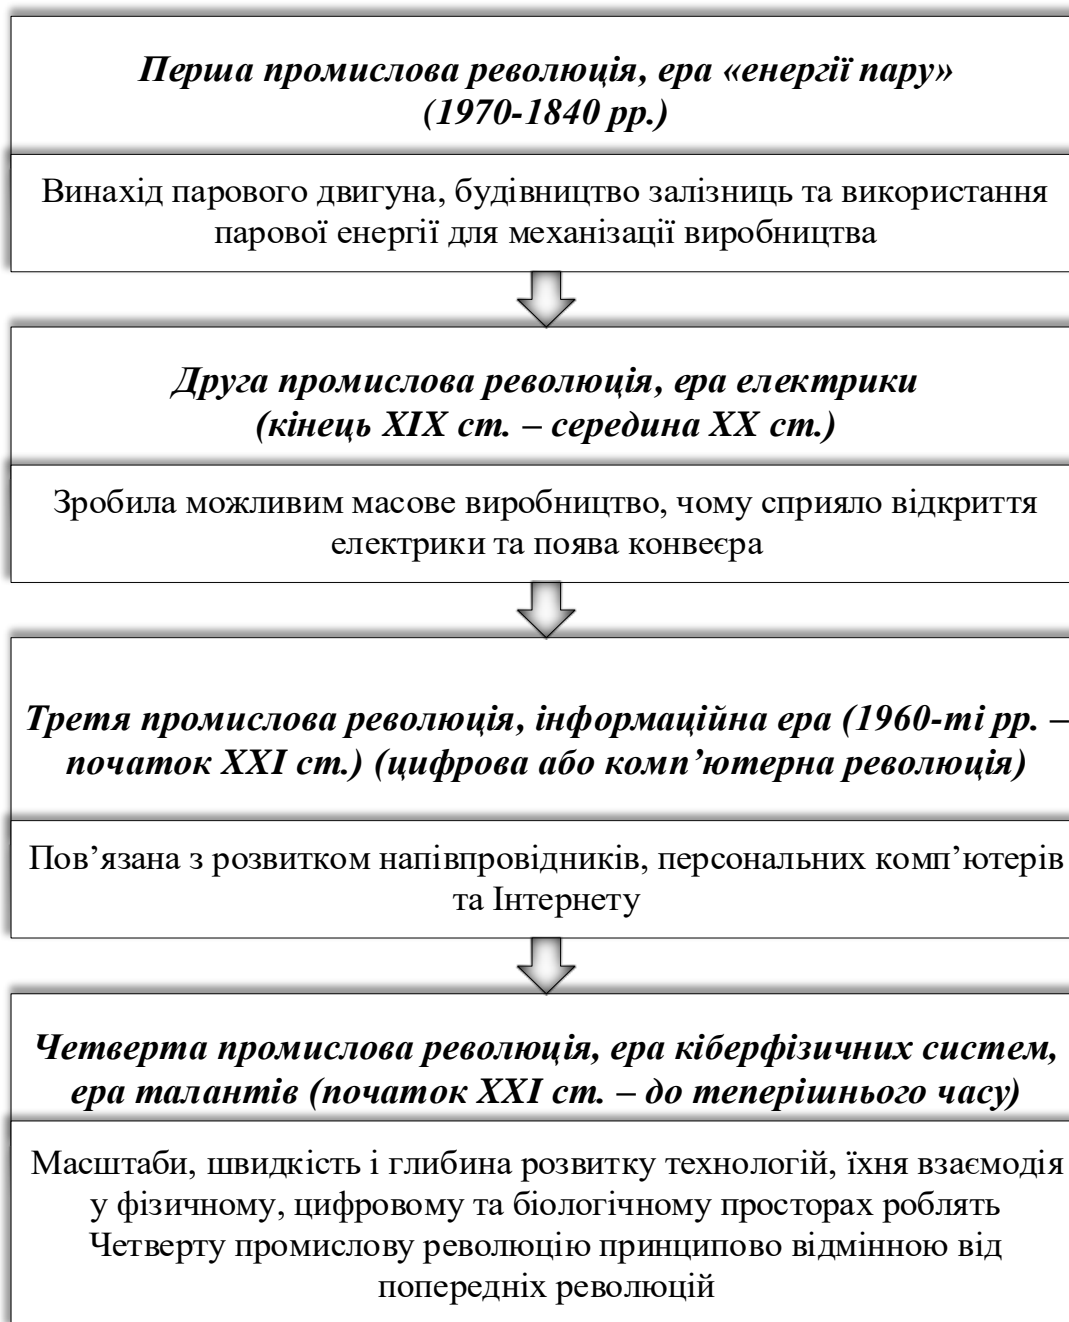 Перша промислова революція, ера «енергії пару»
(1970-1840 рр.)
Винахід парового двигуна, будівництво залізниць та використання
парової енергії для механізації виробництва
Друга промислова революція, ера електрики
(кінець ХІХ ст. – середина ХХ ст.)
Зробила можливим масове виробництво, чому сприяло відкриття
електрики та поява конвеєра
Третя промислова революція, інформаційна ера (1960-ті рр. –
початок ХХІ ст.) (цифрова або комп’ютерна революція)
Пов’язана з розвитком напівпровідників, персональних комп’ютерів
та Інтернету
Четверта промислова революція, ера кіберфізичних систем,
ера талантів (початок ХХІ ст. – до теперішнього часу)
Масштаби, швидкість і глибина розвитку технологій, їхня взаємодія
у фізичному, цифровому та біологічному просторах роблять
Четверту промислову революцію принципово відмінною від
попередніх революцій